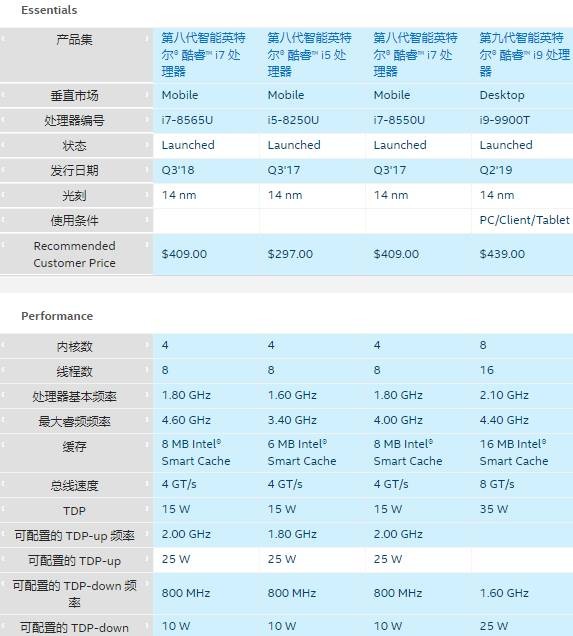 Essentials
产品集 第八代智能英特尔® 酷睿™ i7 处理器 第八代智能英特尔® 酷睿™ i5 处理器 第八代智能英特尔® 酷睿™ i7 处理器 第九代智能英特尔® 酷睿™ i9 处理器
垂直市场 Mobile Mobile Mobile Desktop
处理器编号 i7-8565U i5-8250U i7-8550U i9-9900T
状态 Launched Launched Launched Launched
发行日期 Q3'18 Q3'17 Q3'17 Q2'19
光刻 14 nm 14 nm 14 nm 14 nm
使用条件 PC/Client/Tablet
Recommended Customer Price $409.00 $297.00 $409.00 $439.00
Performance
内核数 4 4 4 8
线程数 8 8 8 16
处理器基本频率 1.80 GHz 1.60 GHz 1.80 GHz 2.10 GHz
最大睿频频率 4.60 GHz 3.40 GHz 4.00 GHz 4.40 GHz
缓存 8 MB Intel® Smart Cache 6 MB Intel® Smart Cache 8 MB Intel® Smart Cache 16 MB Intel® Smart Cache
总线速度 4 GT/s 4 GT/s 4 GT/s 8 GT/s
TDP 15 W 15 W 15 W 35 W
可配置的 TDP-up 频率 2.00 GHz 1.80 GHz 2.00 GHz
可配置的 TDP-up 25 W 25 W 25 W
可配置的 TDP-down 频率 800 MHz 800 MHz 800 MHz 1.60 GHz
可配置的 TDP-down 10 W 10 W 10 W 25 W